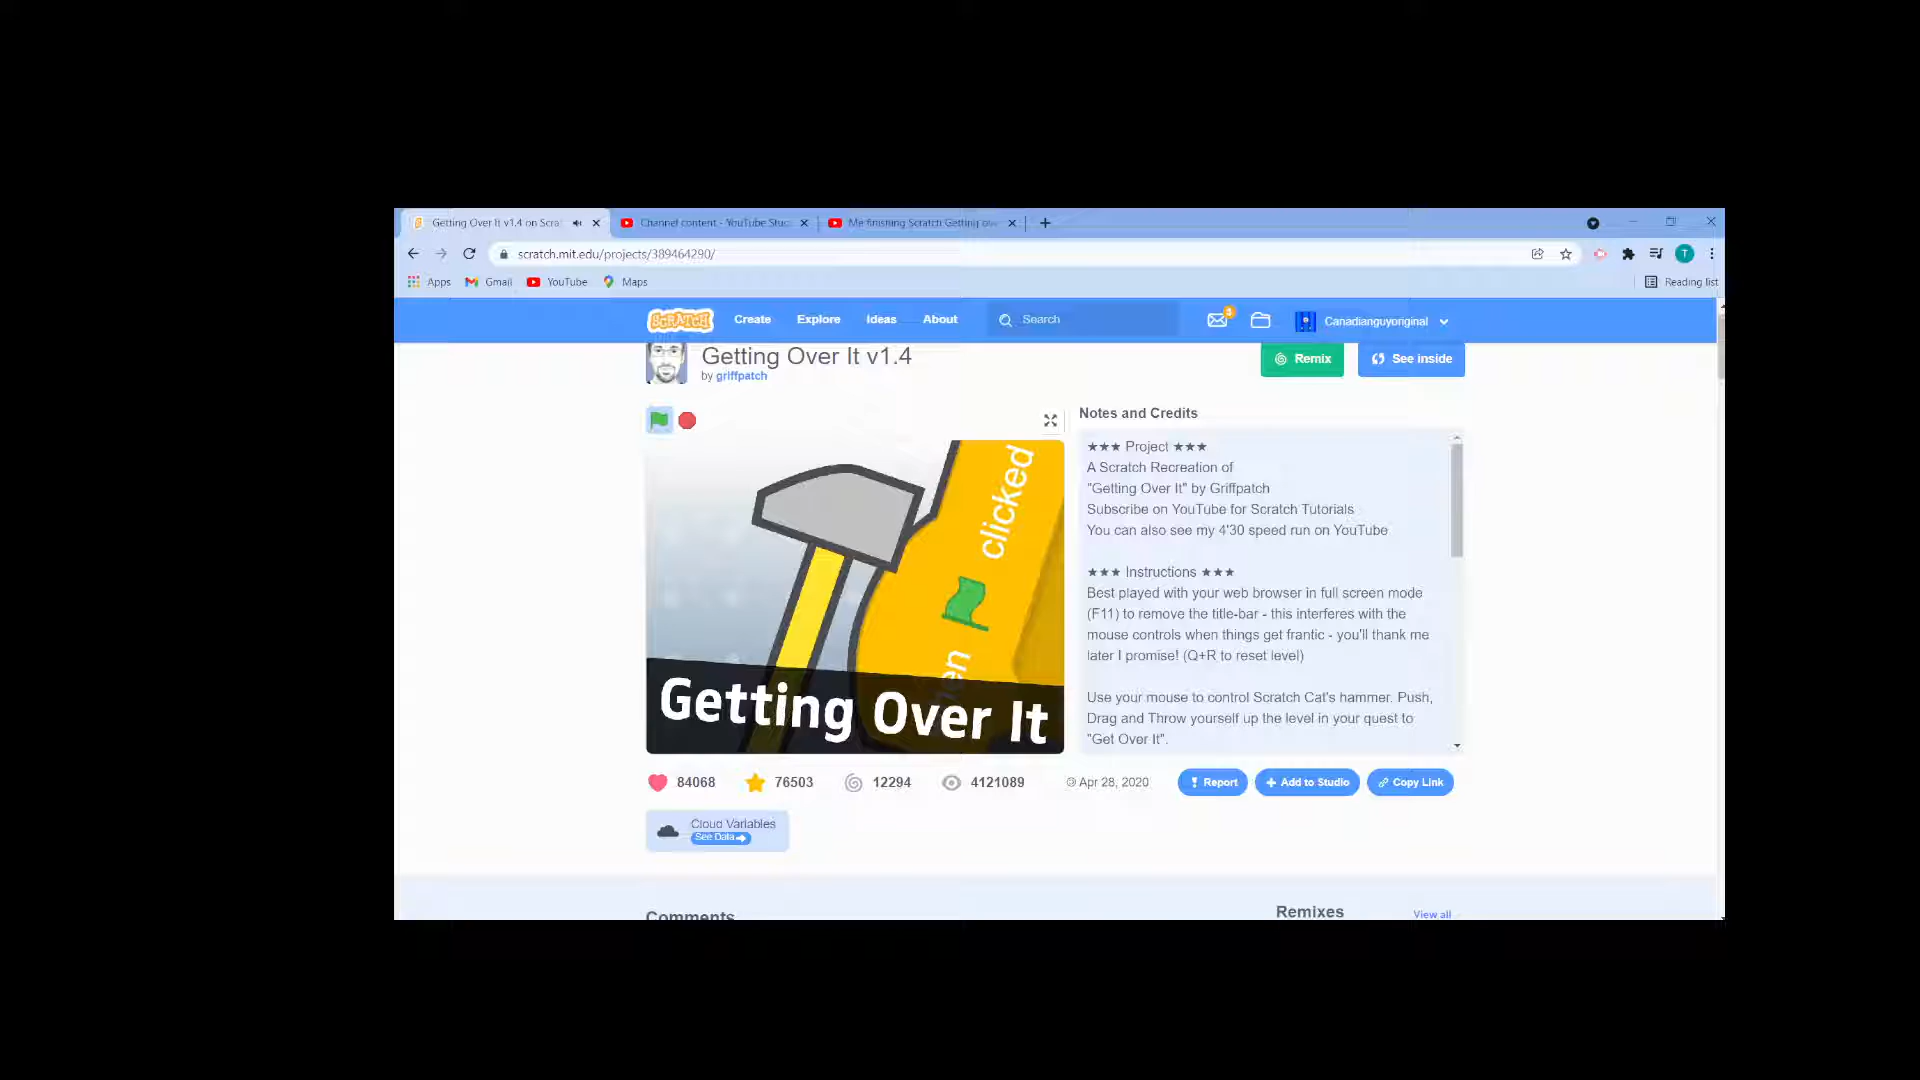 Getting Over It v1.4 on Scra
Channel content - YouTube Stud
Me finishing Scratch Getting ov
scratch.mit.edu/projects/389464290/
T
Apps
Gmail
YouTube
Maps
Reading list
SCRATCH
Create
Explore
Ideas
About
Search
3
Canadianguyoriginal
Getting Over It v1.4
by griffpatch
Remix
See inside
clicked
Getting Over It
Notes and Credits
★★★ Project ★★★
A Scratch Recreation of
"Getting Over It" by Griffpatch
Subscribe on YouTube for Scratch Tutorials
You can also see my 4'30 speed run on YouTube
★★★ Instructions ★★★
Best played with your web browser in full screen mode
(F11) to remove the title-bar - this interferes with the
mouse controls when things get frantic - you'll thank me
later I promise! (Q+R to reset level)
Use your mouse to control Scratch Cat's hammer. Push,
Drag and Throw yourself up the level in your quest to
"Get Over It".
84068
76503
12294
4121089
© Apr 28, 2020
Report
Add to Studio
Copy Link
Cloud Variables
See Data
Comments
Remixes
View all